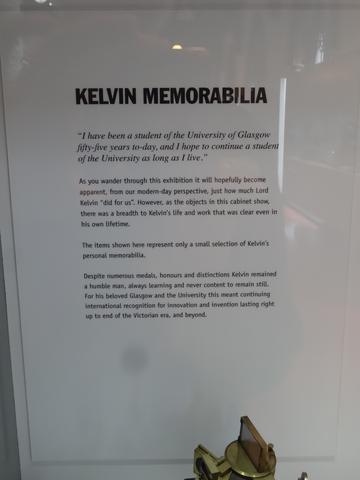 KELVIN MEMORABILIA
“I have been a student of the University of Glasgow
fifty-five years to-day, and I hope to continue a student
of the University as long as I live.”
As you wander through this exhibition it will hopefully become
apparent, from our modern-day perspective, just how much Lord
Kelvin “did for us”. However, as the objects in this cabinet show,
there was a breadth to Kelvin’s life and work that was clear even in
his own lifetime.
The items shown here represent only a small selection of Kelvin’s
personal memorabilia.
Despite numerous medals, honours and distinctions Kelvin remained
a humble man, always learning and never content to remain still.
For his beloved Glasgow and the University this meant continuing
international recognition for innovation and invention lasting right
up to end of the Victorian era, and beyond.